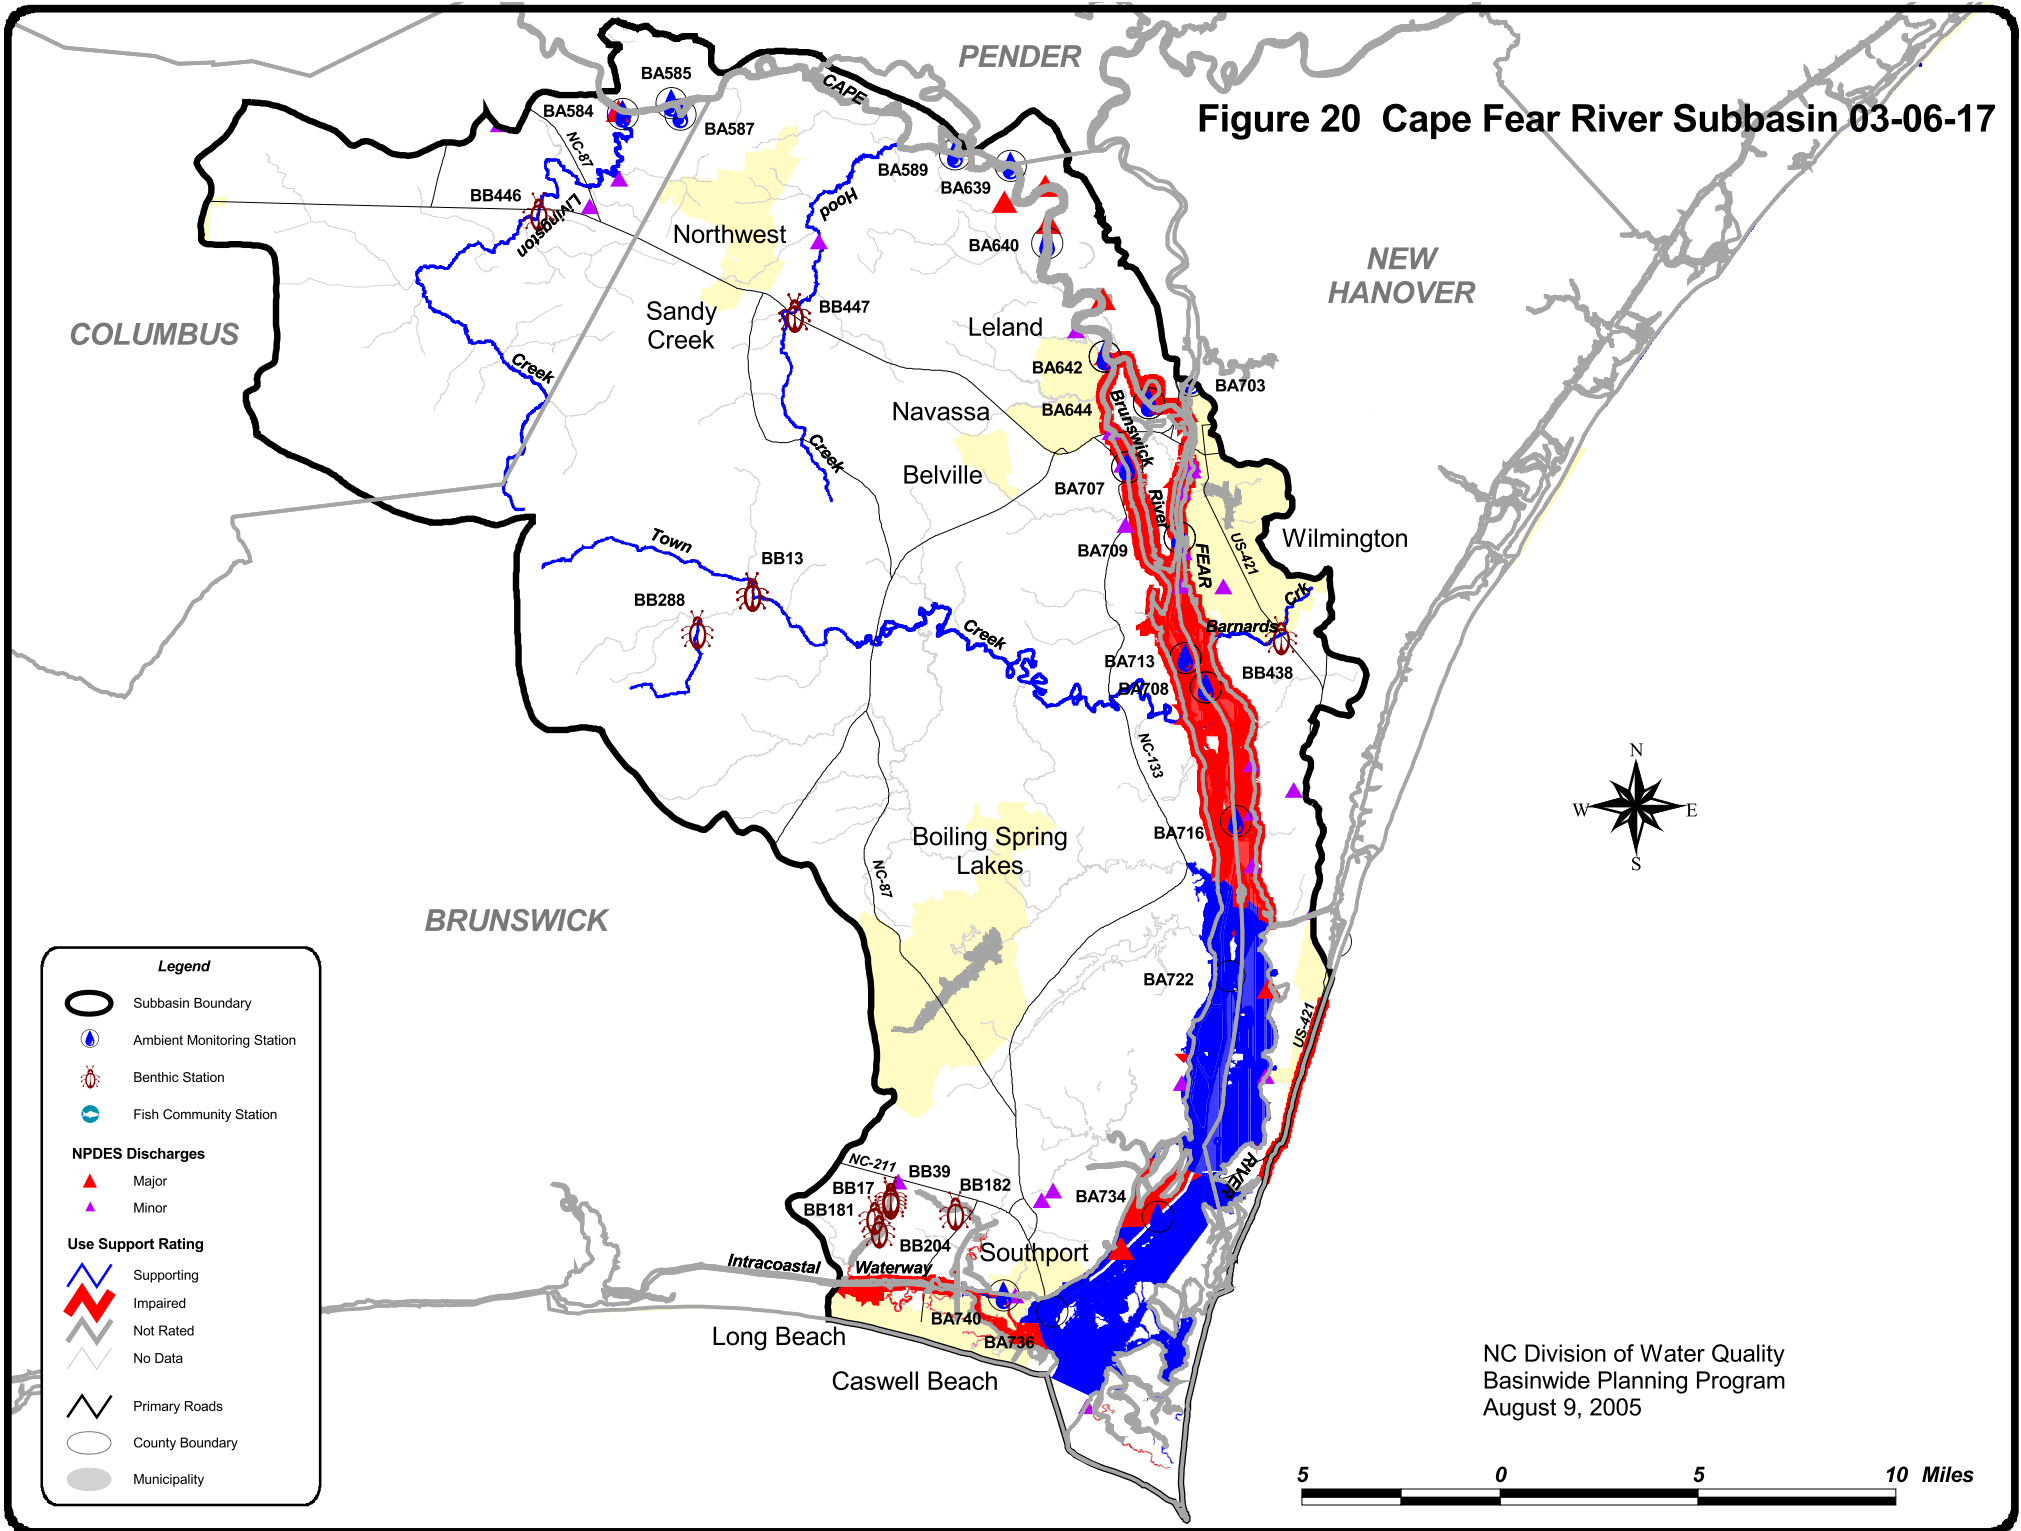 PENDER
Figure 20  Cape Fear River Subbasin 03-06-17
BA585
BA584
BA587
CAPE
NC-87
BA589
BA639
BB446
Livingston
Hood
Northwest
BA640
NEW
HANOVER
COLUMBUS
Sandy
Creek
BB447
Leland
Creek
BA642
BA703
Navassa
BA644
Brunswick
Creek
Belville
BA707
River
Town
BB13
BA709
FEAR
US-421
Wilmington
BB288
Creek
Crk
Barnards
BA713
BA708
BB438
NC-133
N
W
E
S
Boiling Spring
Lakes
BA716
NC-87
BRUNSWICK
BA722
US-421
NC-211
BB39
BB17
BB182
BB181
BA734
RIVER
BB204
Southport
Intracoastal
Waterway
BA740
Long Beach
BA736
Caswell Beach
Legend
Subbasin Boundary
Ambient Monitoring Station
Benthic Station
Fish Community Station
NPDES Discharges
Major
Minor
Use Support Rating
Supporting
Impaired
Not Rated
No Data
Primary Roads
County Boundary
Municipality
NC Division of Water Quality
Basinwide Planning Program
August 9, 2005
5 0 5 10 Miles